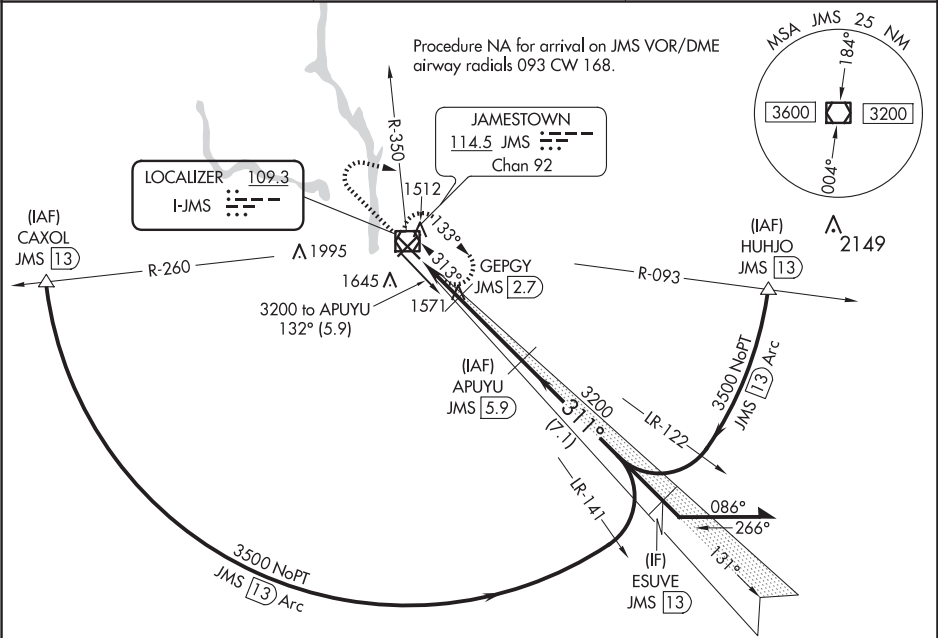 Procedure NA for arrival on JMS VOR/DME
airway radials 093 CW 168.
MSA JMS 25 NM
184°
3600
3200
004°
R-350
JAMESTOWN
114.5 JMS
Chan 92
LOCALIZER 109.3
I-JMS
1512
133°
313°
(IAF)
CAXOL
JMS 13
R-260
1995
1645
1571
GEPGY
JMS 2.7
3200 to APUYU
132° (5.9)
R-093
(IAF)
HUHJO
JMS 13
2149
(IAF)
APUYU
JMS 5.9
3200
311°
(7.1)
LR-122
3500 NoPT
JMS 13 Arc
LR-141
086°
266°
131°
(IF)
ESUVE
JMS 13
3500 NoPT
JMS 13 Arc